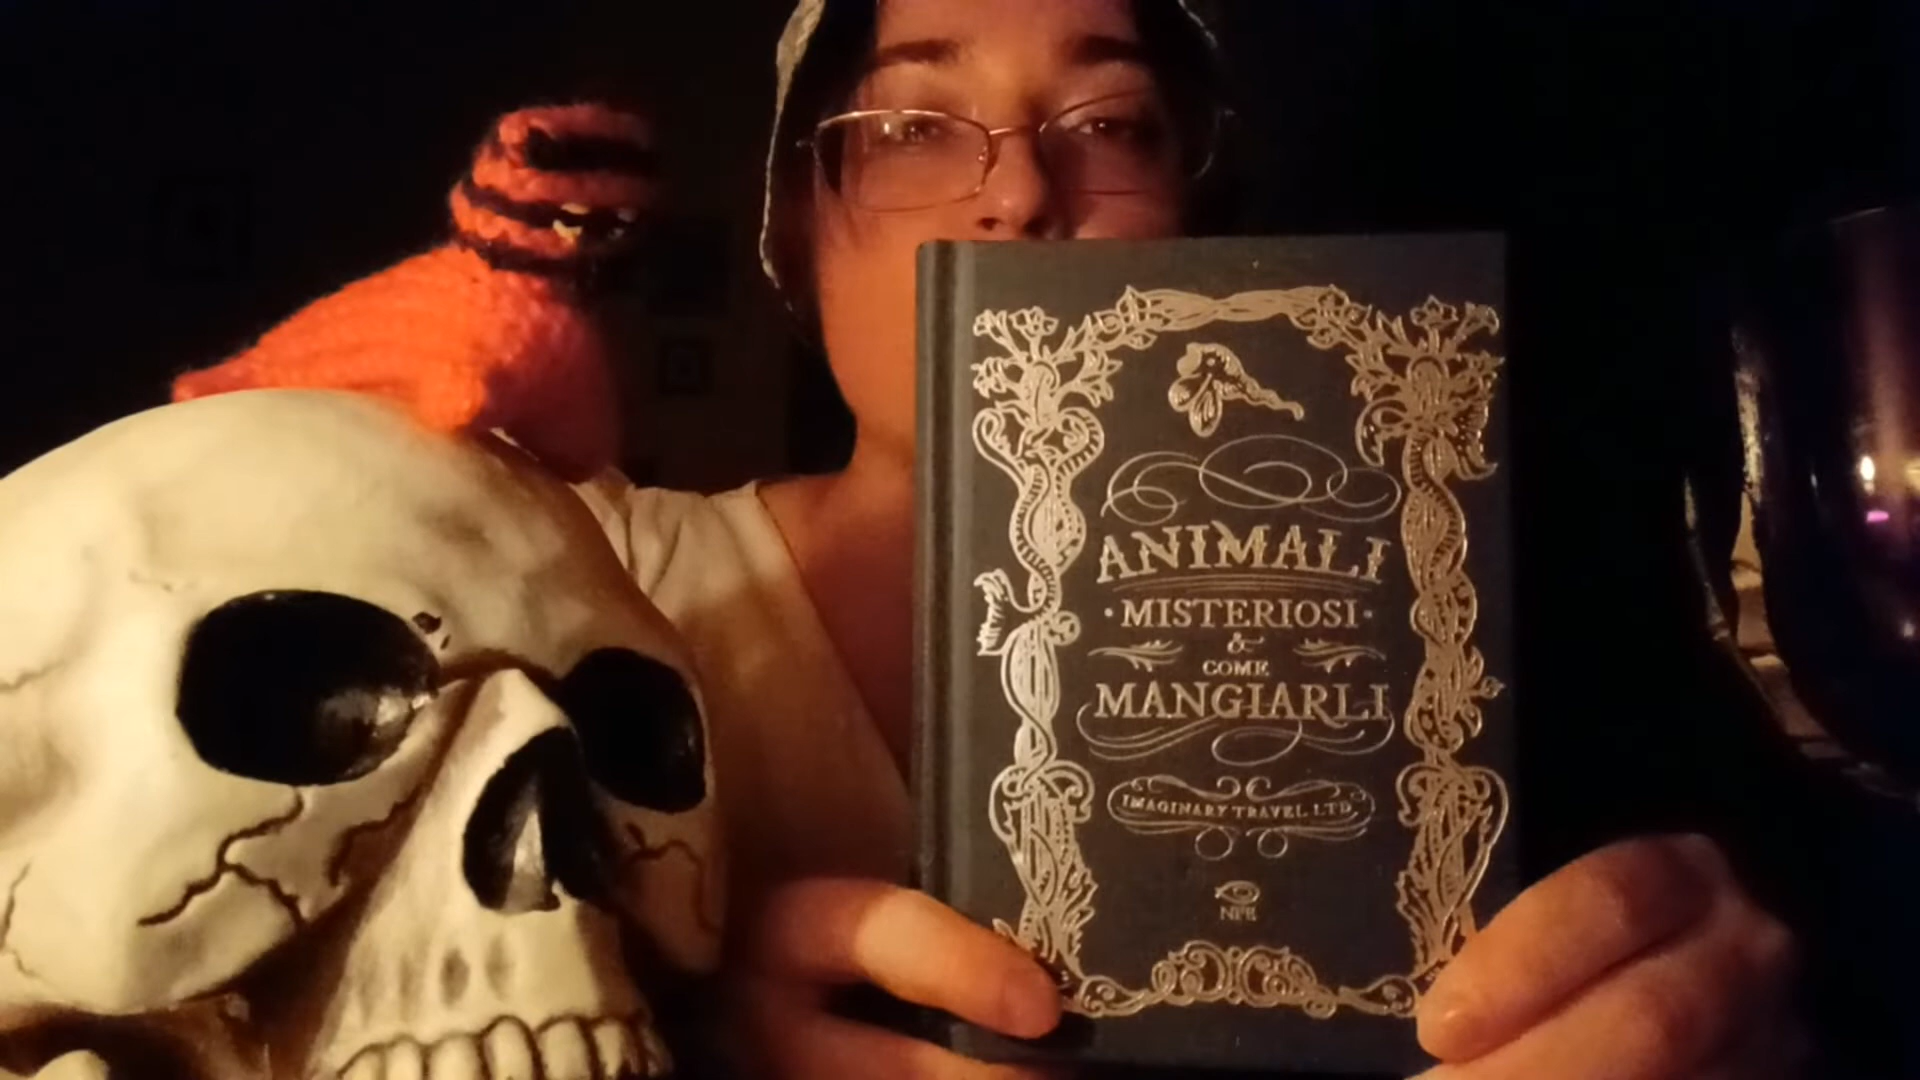 ANIMALI
· MISTERIOSI ·
&
COME
MANGIARLI
IMAGINARY TRAVEL LTD.
NPE